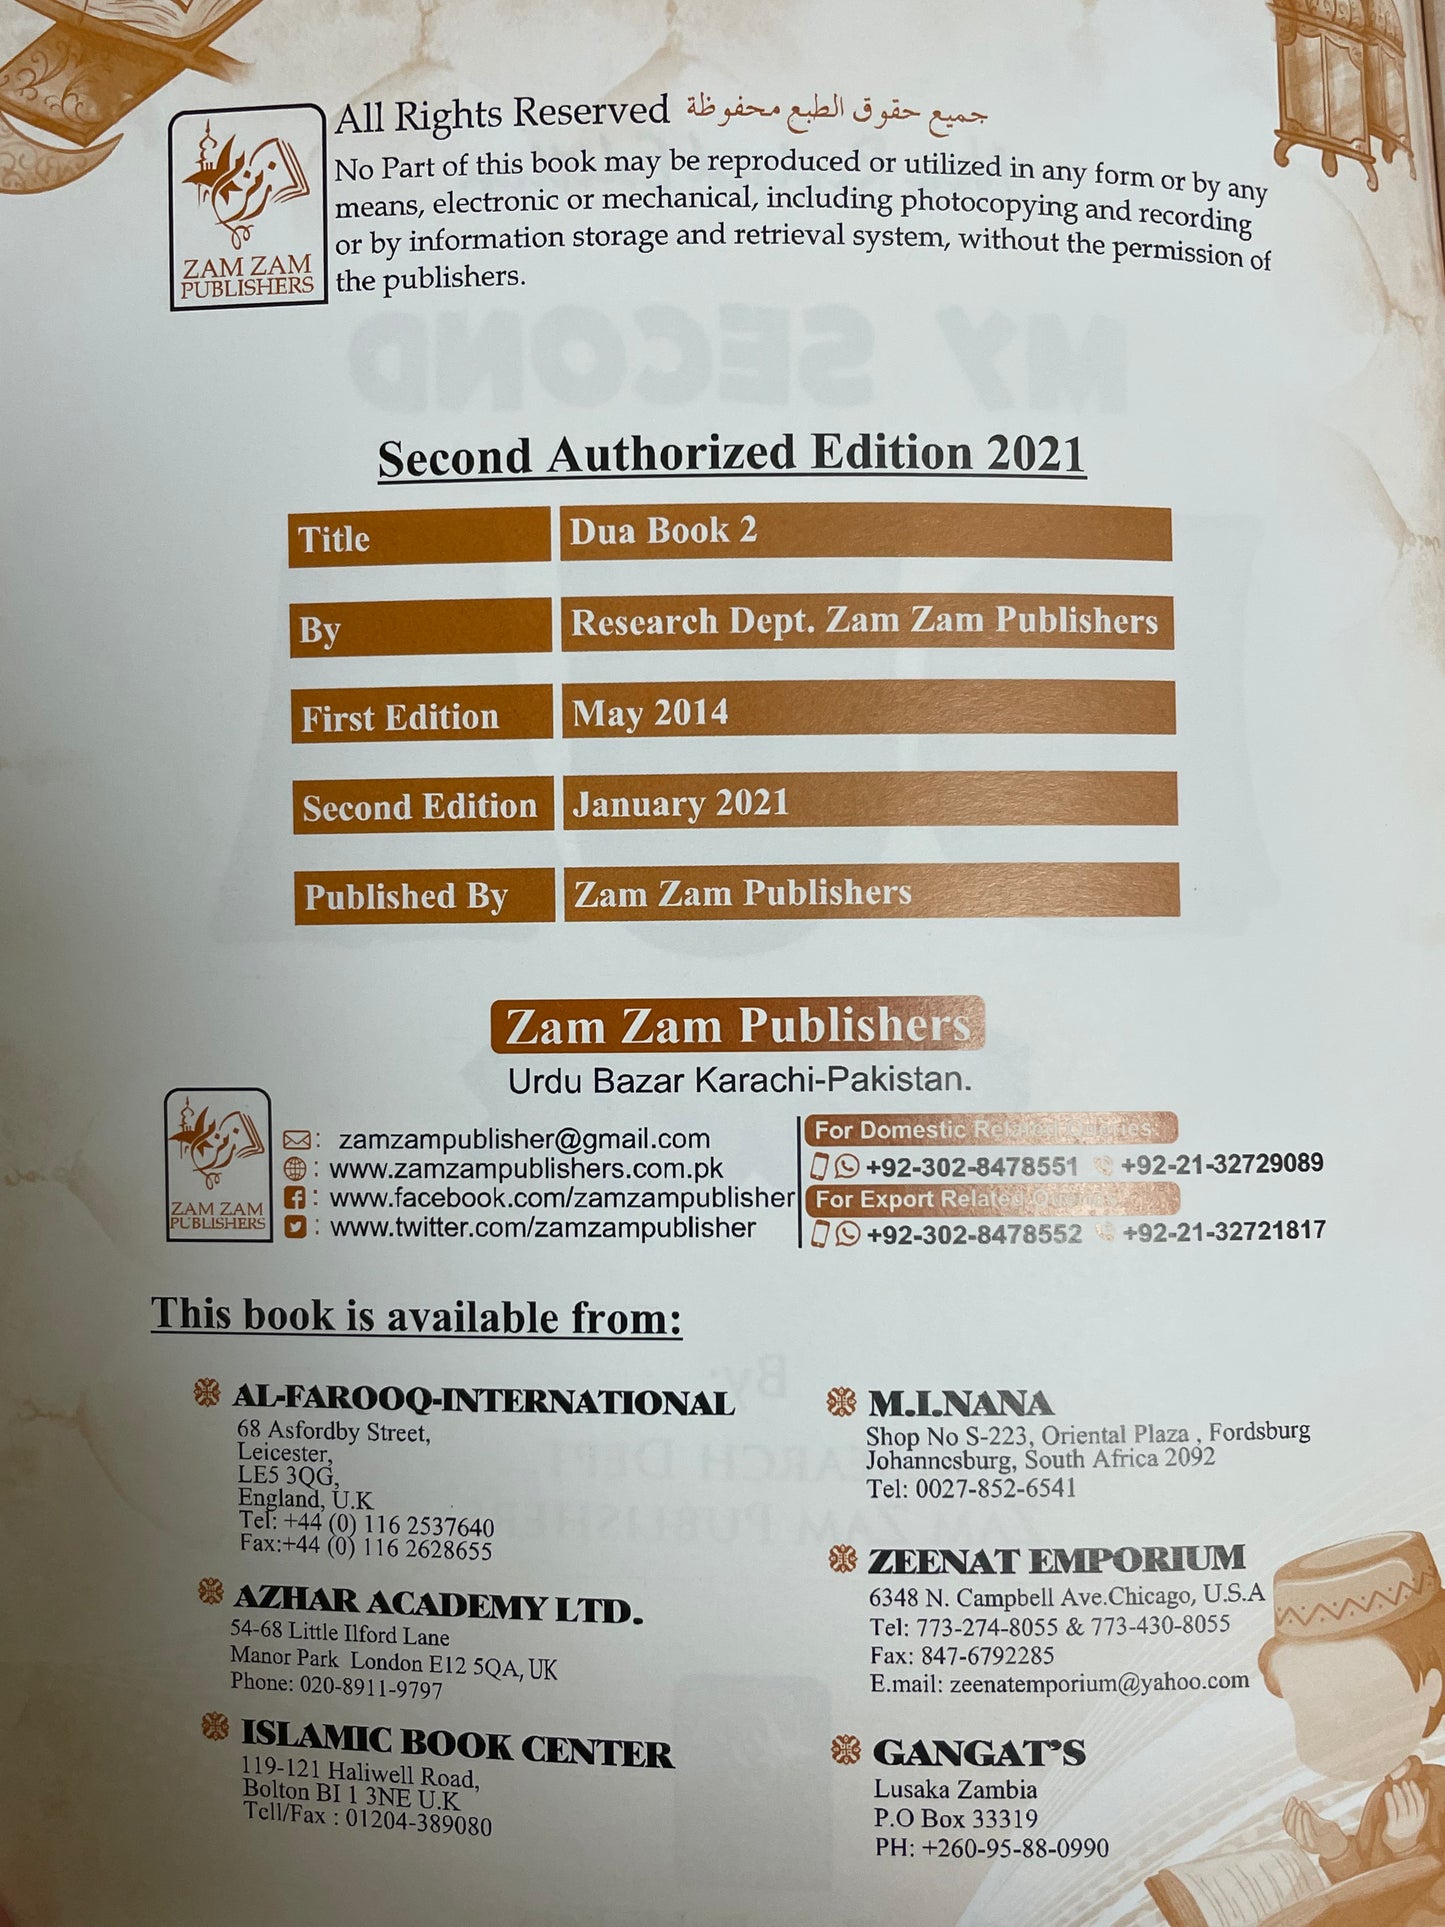 All Rights Reserved جميع حقوق الطبع محفوظة
No Part of this book may be reproduced or utilized in any form or by any
means, electronic or mechanical, including photocopying and recording
or by information storage and retrieval system, without the permission of
the publishers.
ZAM ZAM
PUBLISHERS
MY SECOND
Second Authorized Edition 2021
Title Dua Book 2
By Research Dept. Zam Zam Publishers
First Edition May 2014
Second Edition January 2021
Published By Zam Zam Publishers
Zam Zam Publishers
Urdu Bazar Karachi-Pakistan.
ZAM ZAM
PUBLISHERS
: zamzampublisher@gmail.com
: www.zamzampublishers.com.pk
: www.facebook.com/zamzampublisher
: www.twitter.com/zamzampublisher
For Domestic Related Queries:
+92-302-8478551 +92-21-32729089
For Export Related Queries:
+92-302-8478552 +92-21-32721817
This book is available from:
AL-FAROOQ-INTERNATIONAL
68 Asfordby Street,
Leicester,
LE5 3QG,
England, U.K
Tel: +44 (0) 116 2537640
Fax:+44 (0) 116 2628655
AZHAR ACADEMY LTD.
54-68 Little Ilford Lane
Manor Park London E12 5QA, UK
Phone: 020-8911-9797
ISLAMIC BOOK CENTER
119-121 Haliwell Road,
Bolton BI 1 3NE U.K
Tell/Fax : 01204-389080
M.I.NANA
Shop No S-223, Oriental Plaza , Fordsburg
Johannesburg, South Africa 2092
Tel: 0027-852-6541
ZEENAT EMPORIUM
6348 N. Campbell Ave.Chicago, U.S.A
Tel: 773-274-8055 & 773-430-8055
Fax: 847-6792285
E.mail: zeenatemporium@yahoo.com
GANGAT'S
Lusaka Zambia
P.O Box 33319
PH: +260-95-88-0990